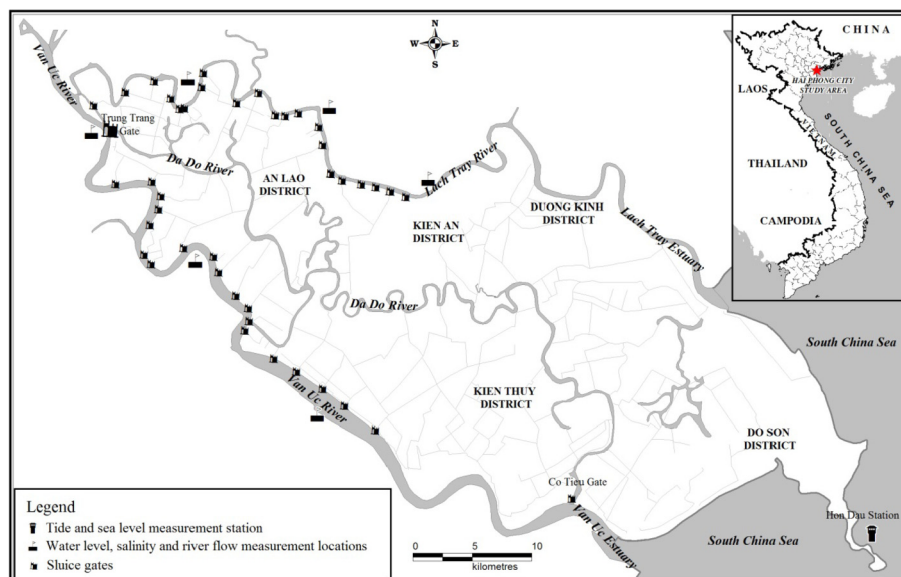 N
W E
S
CHINA
HAI PHONG CITY
STUDY AREA
LAOS
VIETNAM
SOUTH CHINA SEA
THAILAND
CAMPODIA
Van Uc River
Trung Trang
Gate
Da Do River
AN LAO
DISTRICT
Lach Tray River
KIEN AN
DISTRICT
DUONG KINH
DISTRICT
Lach Tray Estuary
Da Do River
South China Sea
Van Uc River
KIEN THUY
DISTRICT
DO SON
DISTRICT
Co Tieu Gate
Van Uc Estuary
Hon Dau Station
South China Sea
Legend
Tide and sea level measurement station
Water level, salinity and river flow measurement locations
Sluice gates
0 5 10
kilometres